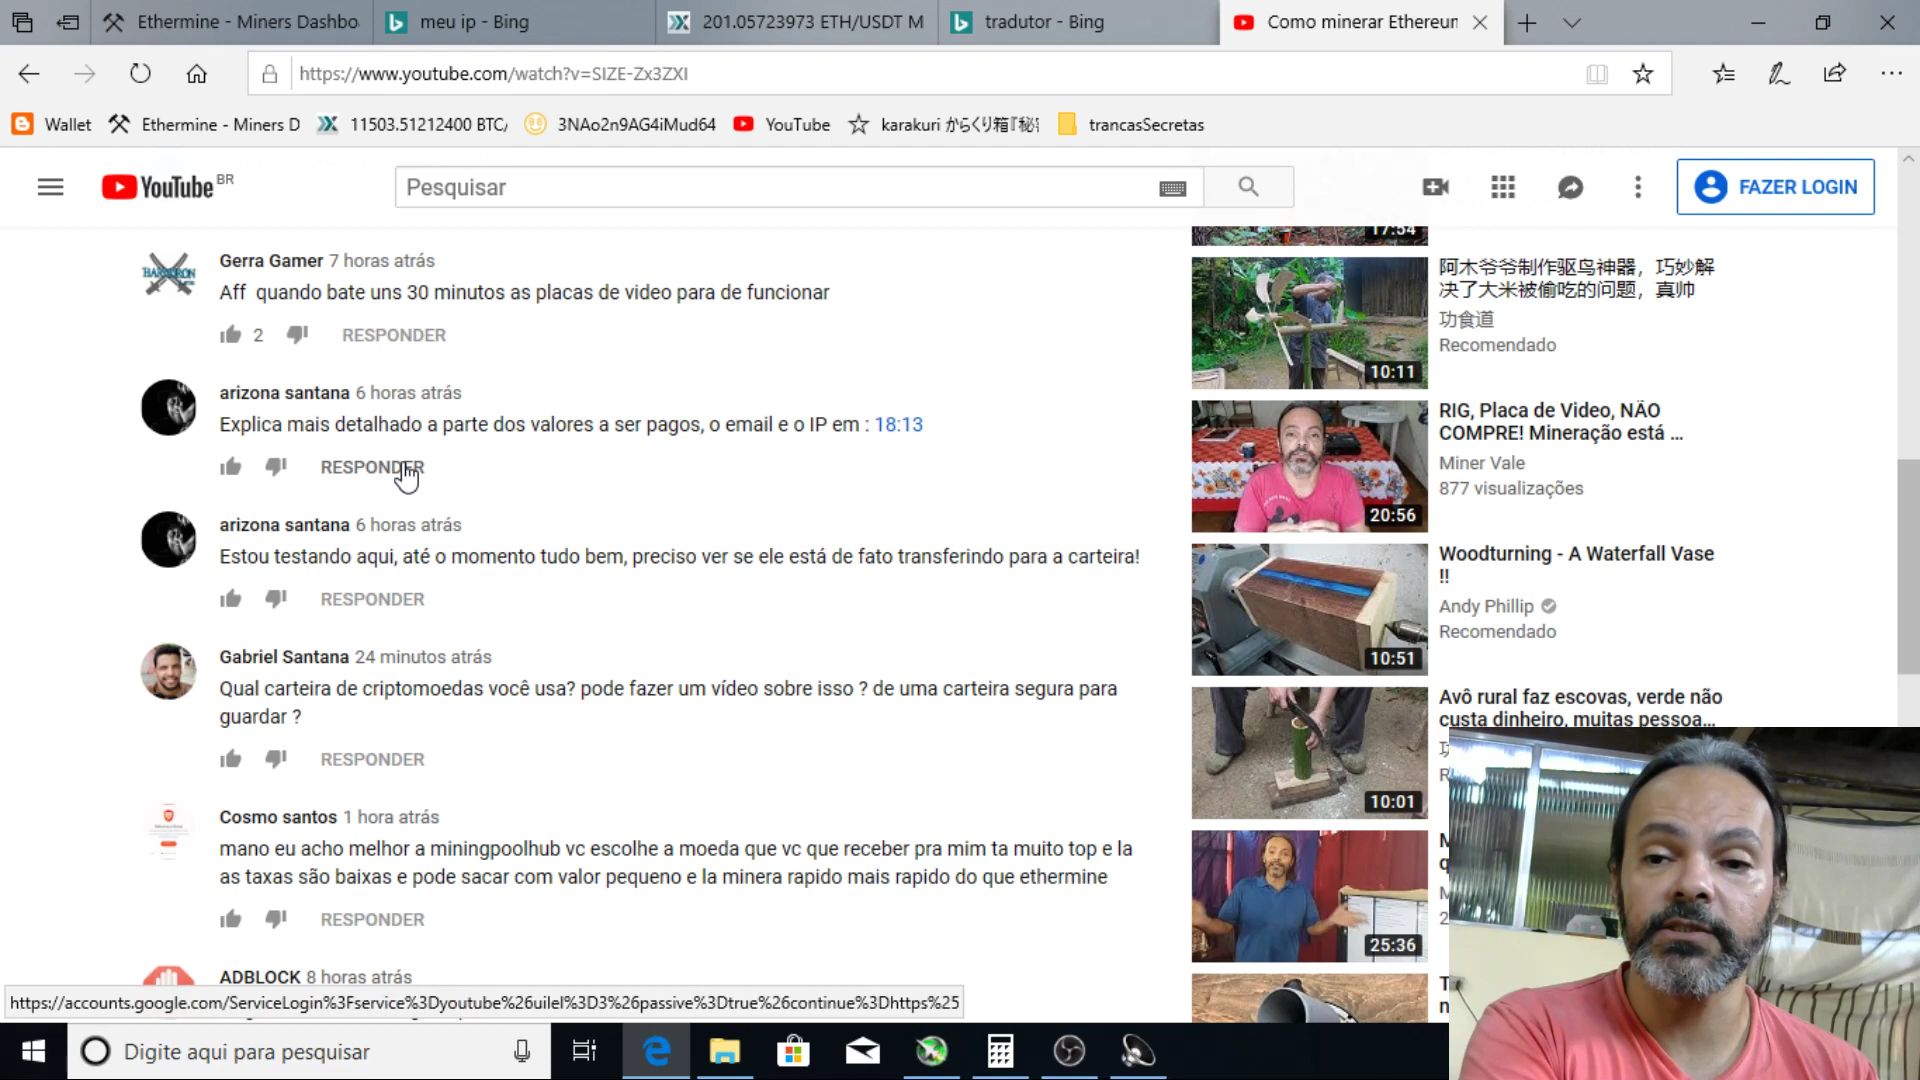 Ethermine - Miners Dashbo
meu ip - Bing
201.05723973 ETH/USDT M
tradutor - Bing
Como minerar Ethereun
https://www.youtube.com/watch?v=SIZE-Zx3ZXI
Wallet
Ethermine - Miners D
11503.51212400 BTC/
3NAo2n9AG4iMud64
YouTube
karakuri からくり箱『秘密
trancasSecretas
YouTube BR
Pesquisar
FAZER LOGIN
Gerra Gamer 7 horas atrás
Aff quando bate uns 30 minutos as placas de video para de funcionar
2 RESPONDER
arizona santana 6 horas atrás
Explica mais detalhado a parte dos valores a ser pagos, o email e o IP em : 18:13
RESPONDER
arizona santana 6 horas atrás
Estou testando aqui, até o momento tudo bem, preciso ver se ele está de fato transferindo para a carteira!
RESPONDER
Gabriel Santana 24 minutos atrás
Qual carteira de criptomoedas você usa? pode fazer um vídeo sobre isso ? de uma carteira segura para
guardar ?
RESPONDER
Cosmo santos 1 hora atrás
mano eu acho melhor a miningpoolhub vc escolhe a moeda que vc que receber pra mim ta muito top e la
as taxas são baixas e pode sacar com valor pequeno e la minera rapido mais rapido do que ethermine
RESPONDER
ADBLOCK 8 horas atrás
https://accounts.google.com/ServiceLogin%3Fservice%3Dyoutube%26uilel%3D3%26passive%3Dtrue%26continue%3Dhttps%25
17:54
阿木爷爷制作驱鸟神器，巧妙解
决了大米被偷吃的问题，真帅
功食道
Recomendado
10:11
RIG, Placa de Video, NÃO
COMPRE! Mineração está ...
Miner Vale
877 visualizações
20:56
Woodturning - A Waterfall Vase
!!
Andy Phillip
Recomendado
10:51
Avô rural faz escovas, verde não
custa dinheiro, muitas pessoa...
10:01
25:36
Digite aqui para pesquisar